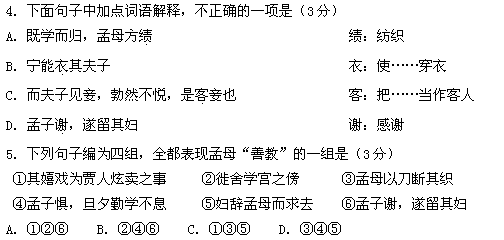 4. 下面句子中加点词语解释，不正确的一项是（3分）
A. 既学而归，孟母方绩 绩：纺织
B. 宁能衣其夫子 衣：使……穿衣
C. 而夫子见妾，勃然不悦，是客妾也 客：把……当作客人
D. 孟子谢，遂留其妇 谢：感谢
5. 下列句子编为四组，全都表现孟母“善教”的一组是（3分）
①其嬉戏为贾人炫卖之事 ②徙舍学宫之傍 ③孟母以刀断其织
④孟子惧，旦夕勤学不息 ⑤妇辞孟母而求去 ⑥孟子谢，遂留其妇
A. ①②⑥ B. ②④⑥ C. ①③⑤ D. ③④⑤